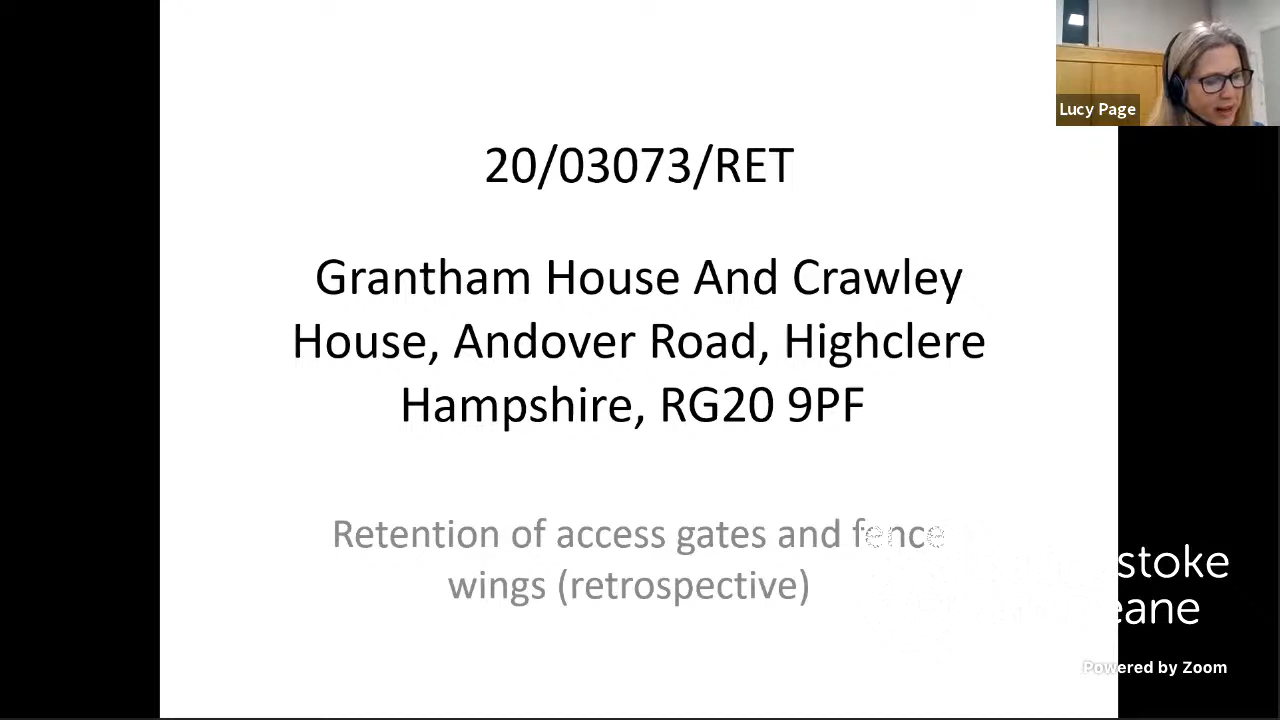 Lucy Page
20/03073/RET
Grantham House And Crawley
House, Andover Road, Highclere
Hampshire, RG20 9PF
Retention of access gates and fence
wings (retrospective)
stoke
eane
Powered by Zoom